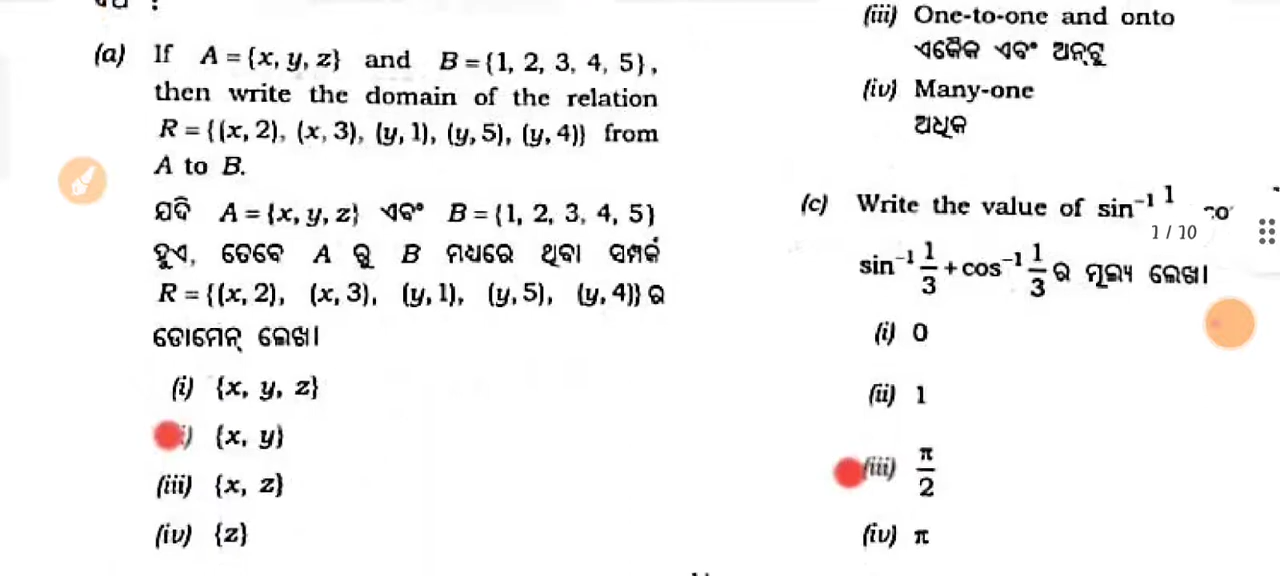 (a) If A = {x, y, z} and B = {1, 2, 3, 4, 5},
then write the domain of the relation
R = {(x, 2), (x, 3), (y, 1), (y, 5), (y, 4)} from
A to B.
ଯଦି A = {x, y, z} ଏବଂ B = {1, 2, 3, 4, 5}
ହୁଏ, ତେବେ A ରୁ B ମଧ୍ୟରେ ଥିବା ସମ୍ପର୍କ
R = {(x, 2), (x, 3), (y, 1), (y, 5), (y, 4)} ର
ଡୋମେନ୍ ଲେଖ।
(i) {x, y, z}
{x, y}
(iii) {x, z}
(iv) {z}
(iii) One-to-one and onto
ଏକୈକ ଏବଂ ଅନ୍‌ଟୁ
(iv) Many-one
ଅଧିକ
(c) Write the value of sin⁻¹ 1
1 / 10
sin⁻¹ 1/3 + cos⁻¹ 1/3 ର ମୂଲ୍ୟ ଲେଖ।
(i) 0
(ii) 1
(iii) π/2
(iv) π